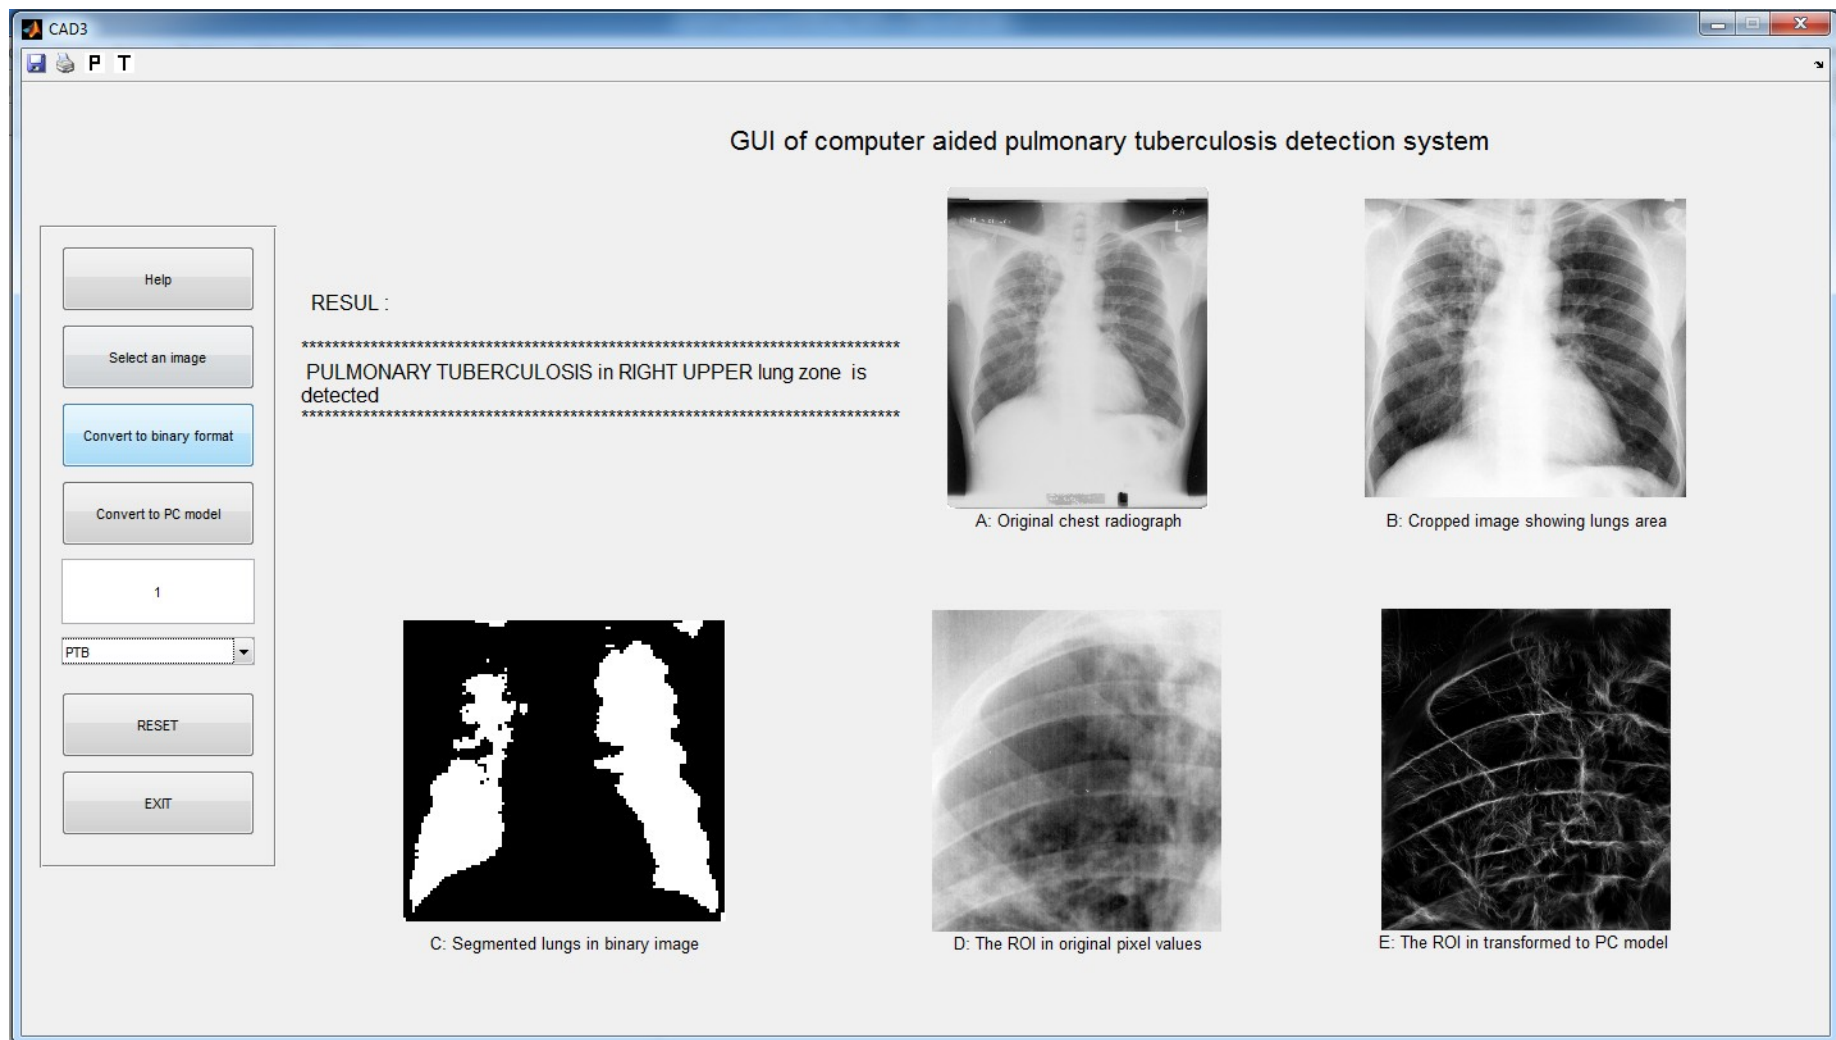 CAD3
P T
GUI of computer aided pulmonary tuberculosis detection system
Help
Select an image
Convert to binary format
Convert to PC model
1
PTB
RESET
EXIT
RESUL :
******************************************************************************
PULMONARY TUBERCULOSIS in RIGHT UPPER lung zone is
detected
******************************************************************************
PA
L
A: Original chest radiograph
B: Cropped image showing lungs area
C: Segmented lungs in binary image
D: The ROI in original pixel values
E: The ROI in transformed to PC model